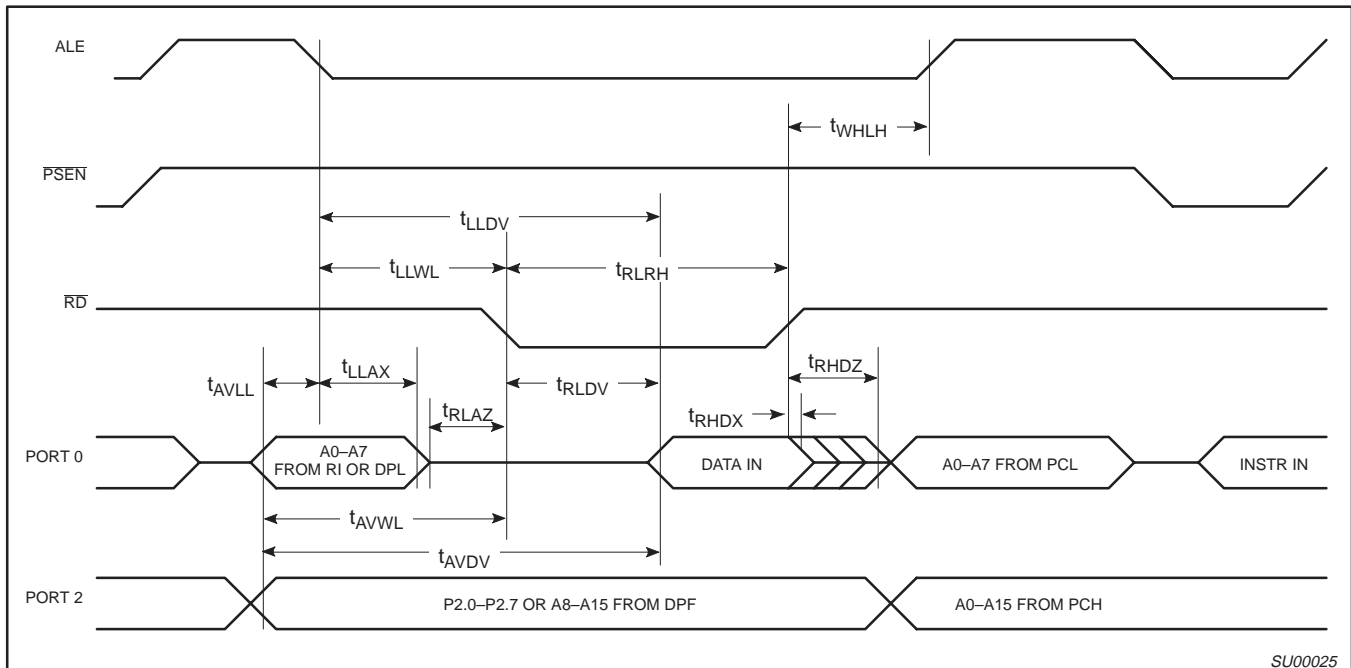 ALE
tWHLH
PSEN
tLLDV
tLLWL
tRLRH
RD
tAVLL
tLLAX
tRLAZ
tRLDV
tRHDZ
tRHDX
PORT 0
A0–A7
FROM RI OR DPL
DATA IN
A0–A7 FROM PCL
INSTR IN
tAVWL
tAVDV
PORT 2
P2.0–P2.7 OR A8–A15 FROM DPF
A0–A15 FROM PCH
SU00025